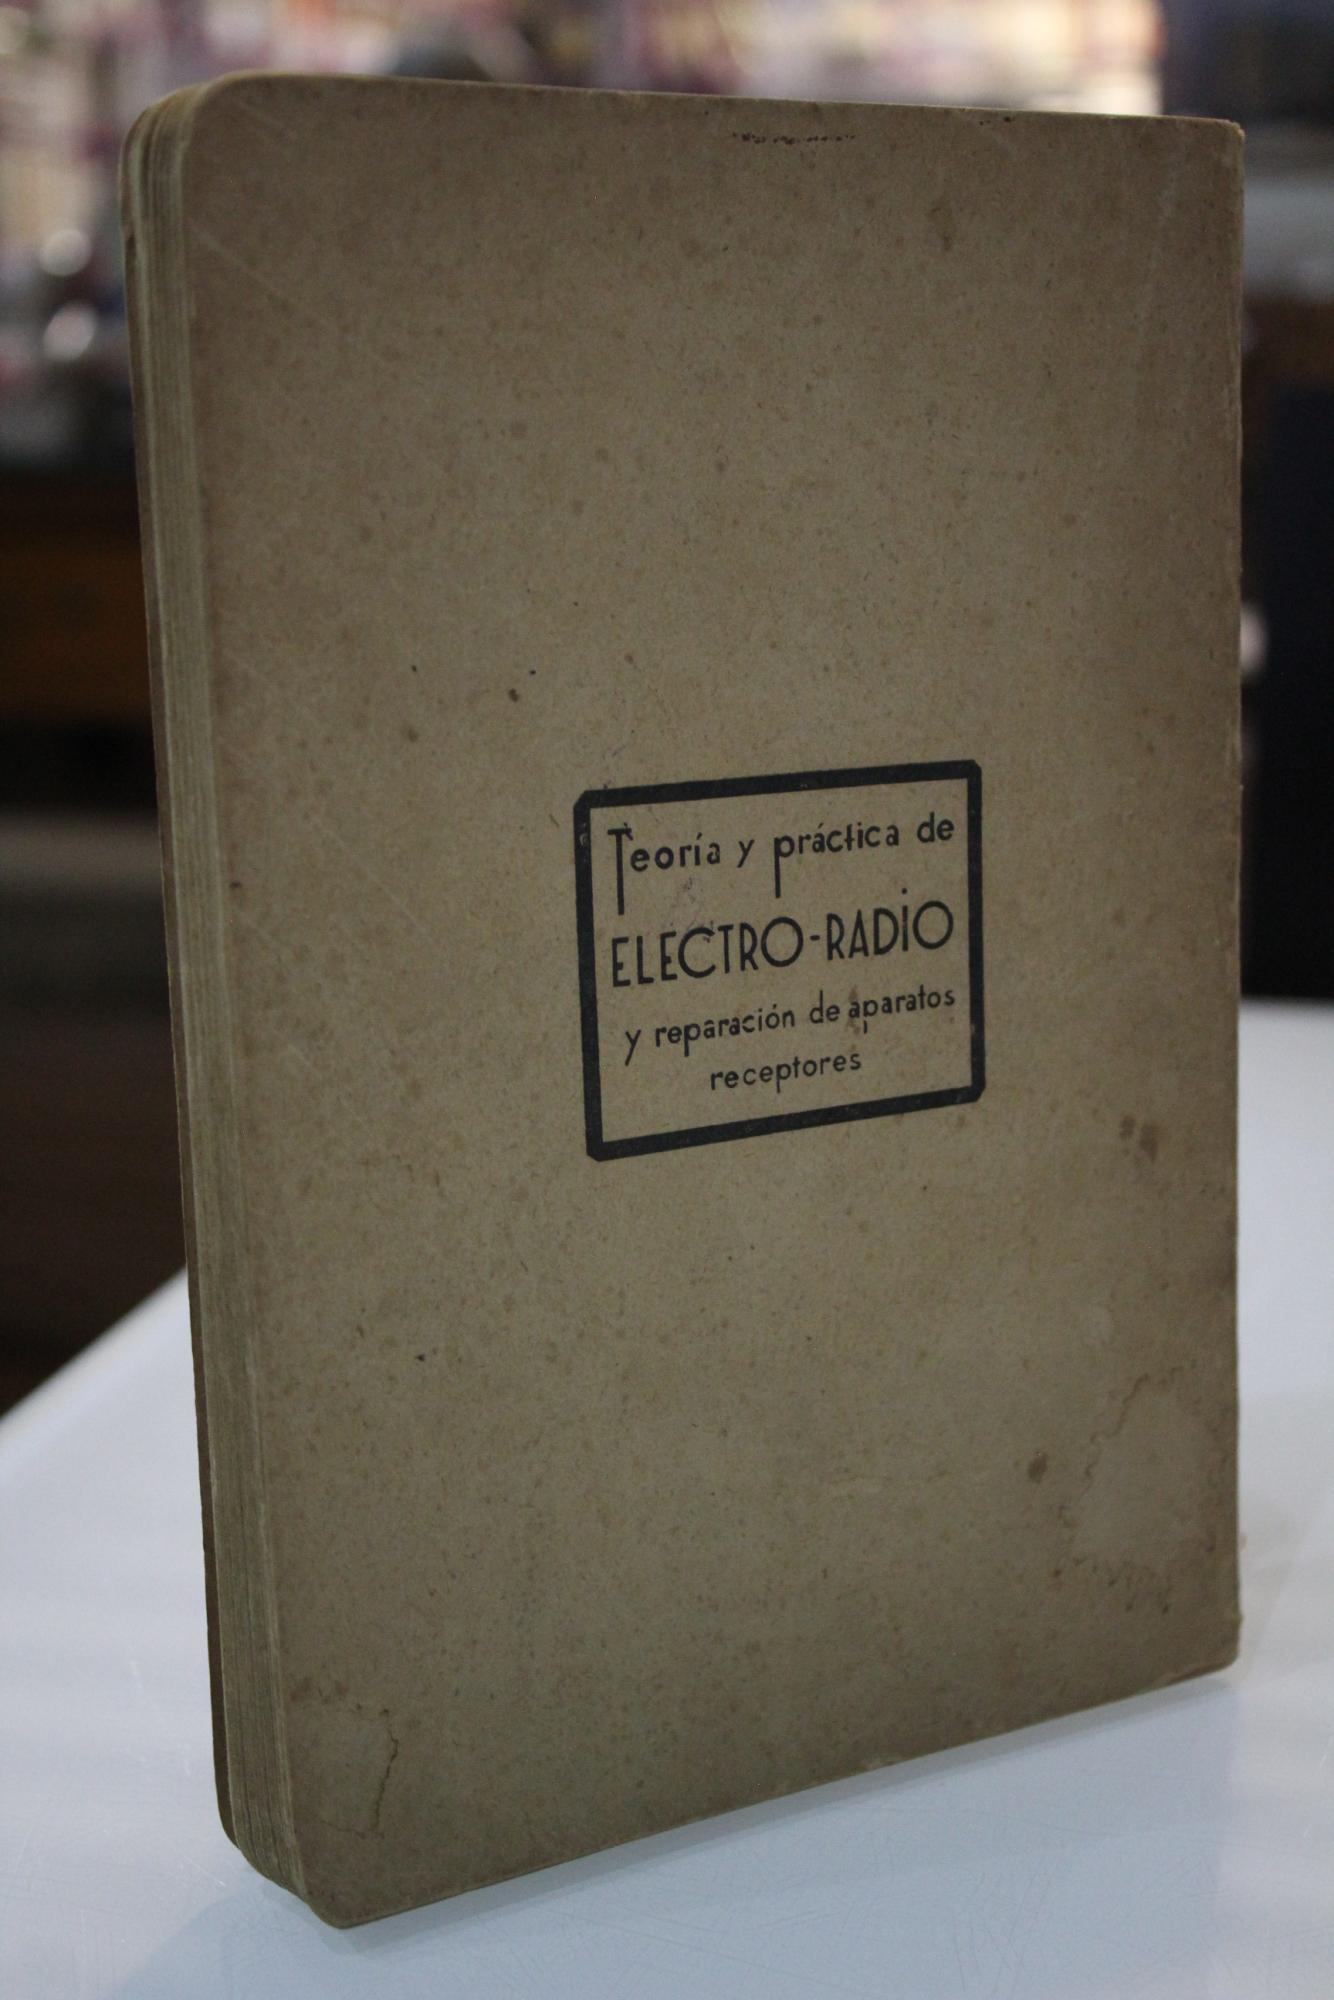 Teoría y práctica de
ELECTRO-RADiO
y reparación de aparatos
receptores